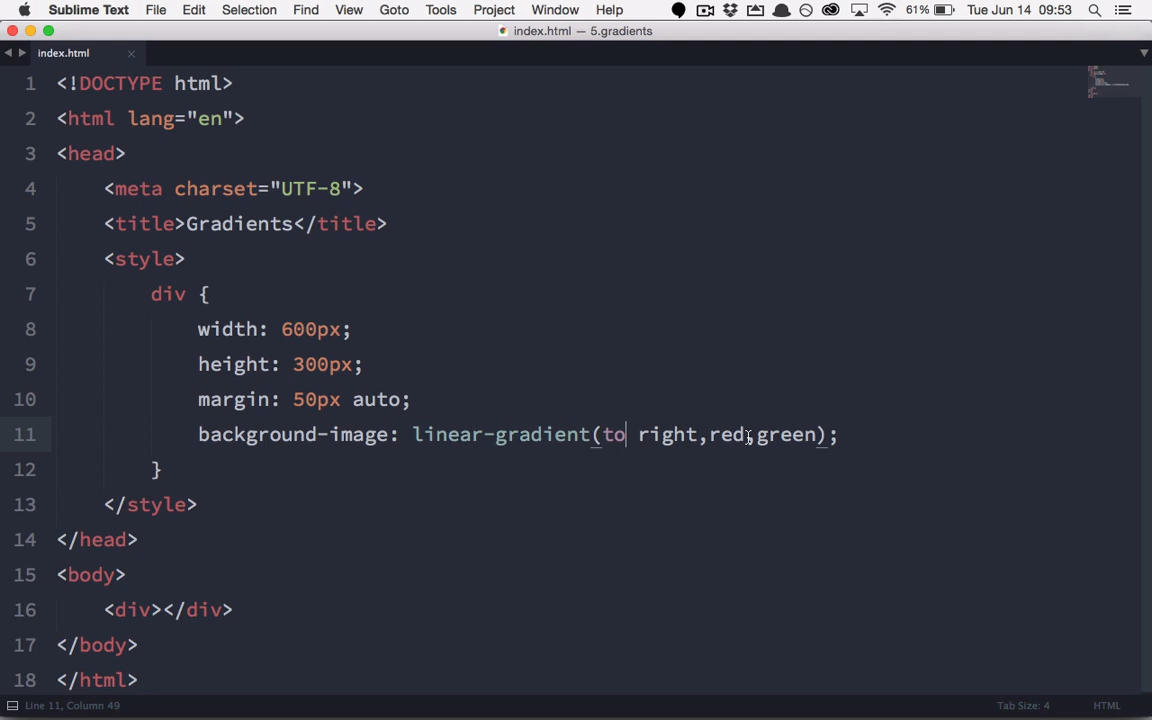 Sublime Text File Edit Selection Find View Goto Tools Project Window Help 61% Tue Jun 14 09:53
index.html — 5.gradients
index.html
1 <!DOCTYPE html>
2 <html lang="en">
3 <head>
4 <meta charset="UTF-8">
5 <title>Gradients</title>
6 <style>
7 div {
8 width: 600px;
9 height: 300px;
10 margin: 50px auto;
11 background-image: linear-gradient(to right,red,green);
12 }
13 </style>
14 </head>
15 <body>
16 <div></div>
17 </body>
18 </html>
Line 11, Column 49 Tab Size: 4 HTML